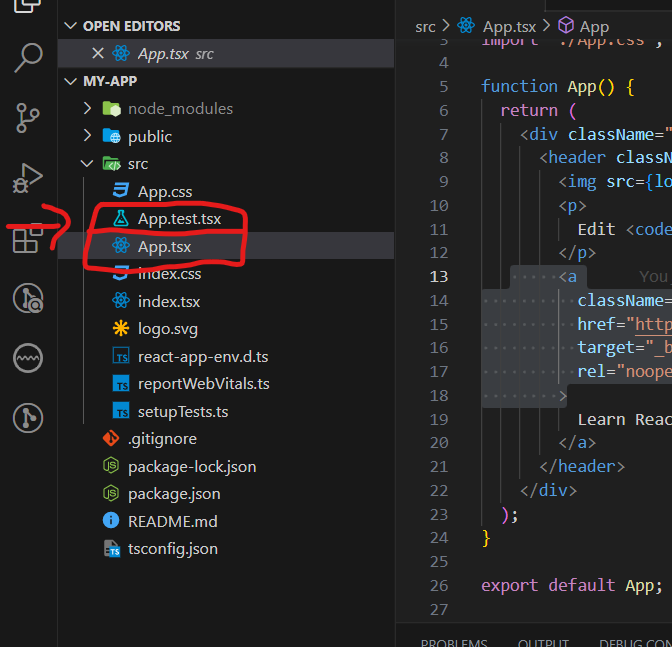 OPEN EDITORS
App.tsx src
MY-APP
node_modules
public
src
App.css
App.test.tsx
App.tsx
index.css
index.tsx
logo.svg
TS react-app-env.d.ts
TS reportWebVitals.ts
TS setupTests.ts
.gitignore
package-lock.json
package.json
README.md
TS tsconfig.json
src > App.tsx > App
3 import './App.css';
4
5 function App() {
6 return (
7 <div className="
8 <header classN
9 <img src={lo
10 <p>
11 Edit <code
12 </p>
13 <a You,
14 className=
15 href="http
16 target="_b
17 rel="noope
18 >
19 Learn Reac
20 </a>
21 </header>
22 </div>
23 );
24 }
25
26 export default App;
27
PROBLEMS OUTPUT DEBUG CON